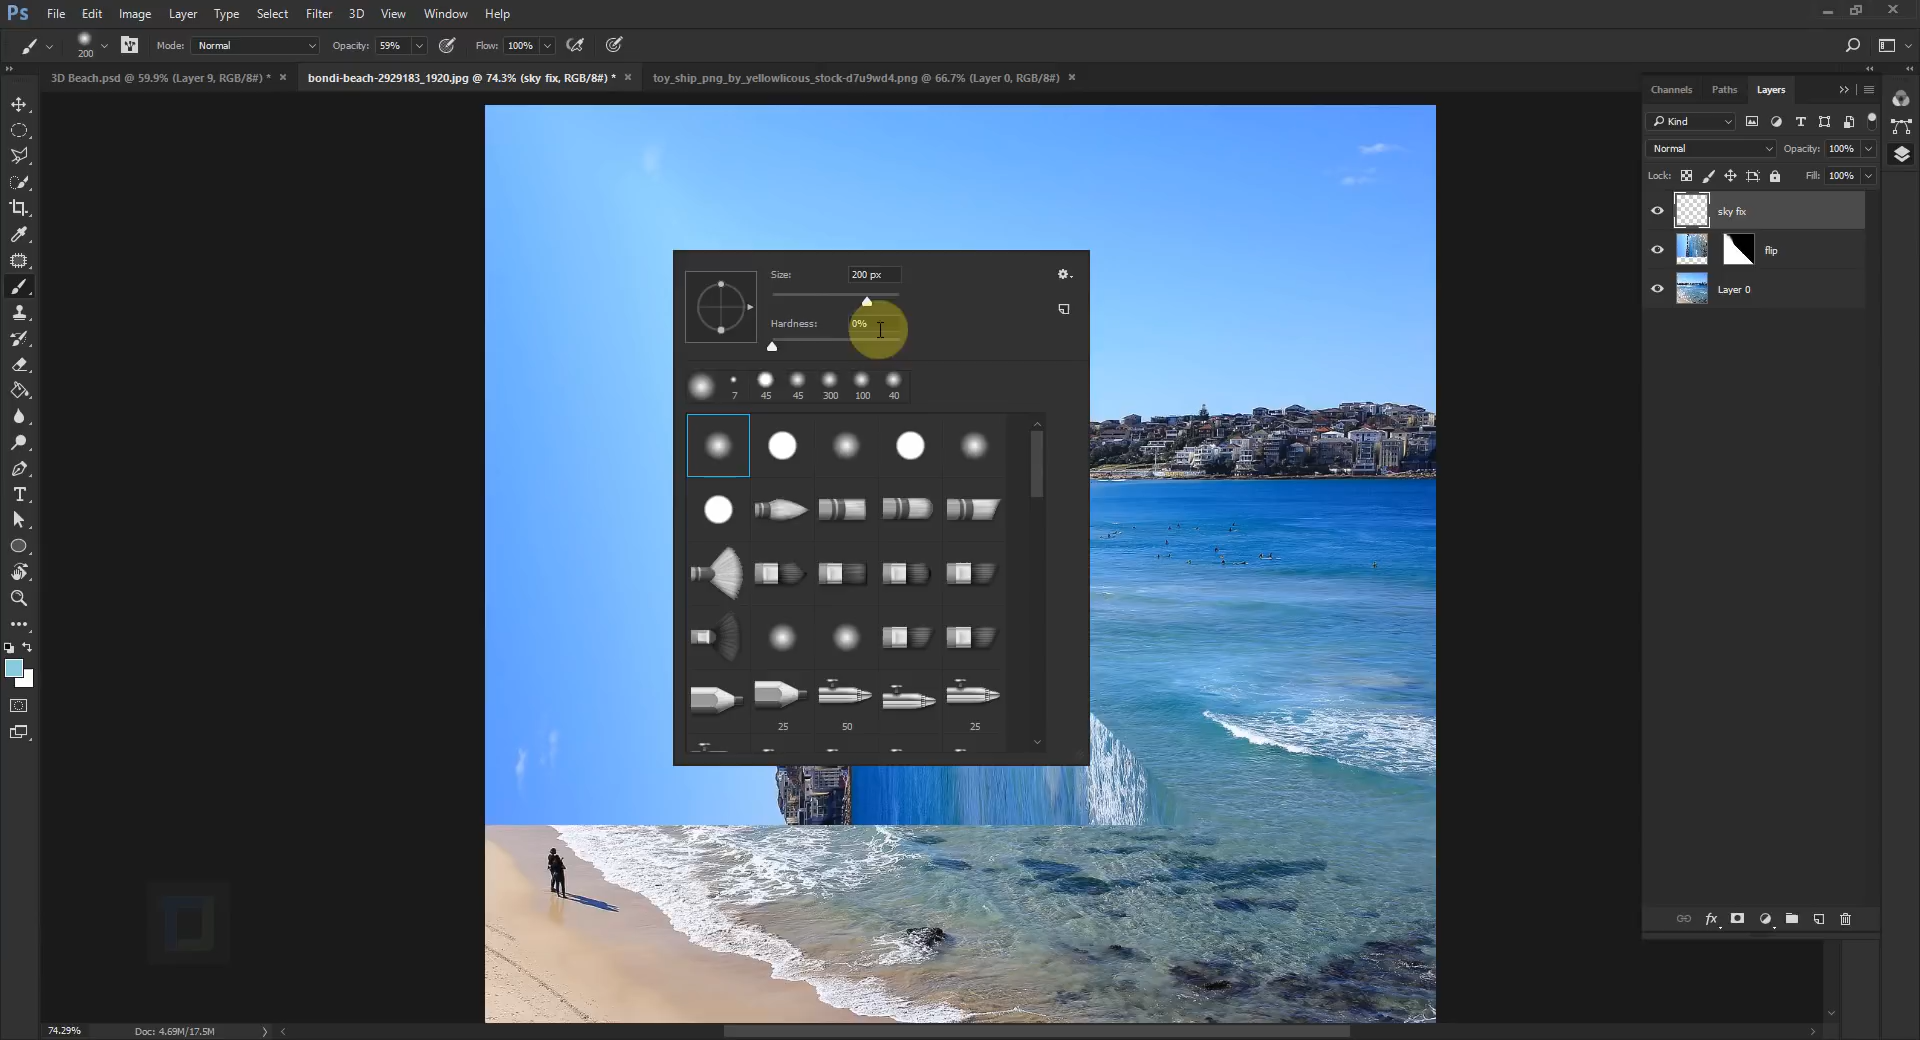 Ps File Edit Image Layer Type Select Filter 3D View Window Help
200 Mode: Normal Opacity: 59% Flow: 100%
3D Beach.psd @ 59.9% (Layer 9, RGB/8#) * × bondi-beach-2929183_1920.jpg @ 74.3% (sky fix, RGB/8#) * × toy_ship_png_by_yellowlicous_stock-d7u9wd4.png @ 66.7% (Layer 0, RGB/8#) ×
Channels Paths Layers
Kind
Normal Opacity: 100%
Lock: Fill: 100%
sky fix
flip
Layer 0
Size: 200 px
Hardness: 0%
7 45 45 300 100 40
25 50 25
74.29% Doc: 4.69M/17.5M